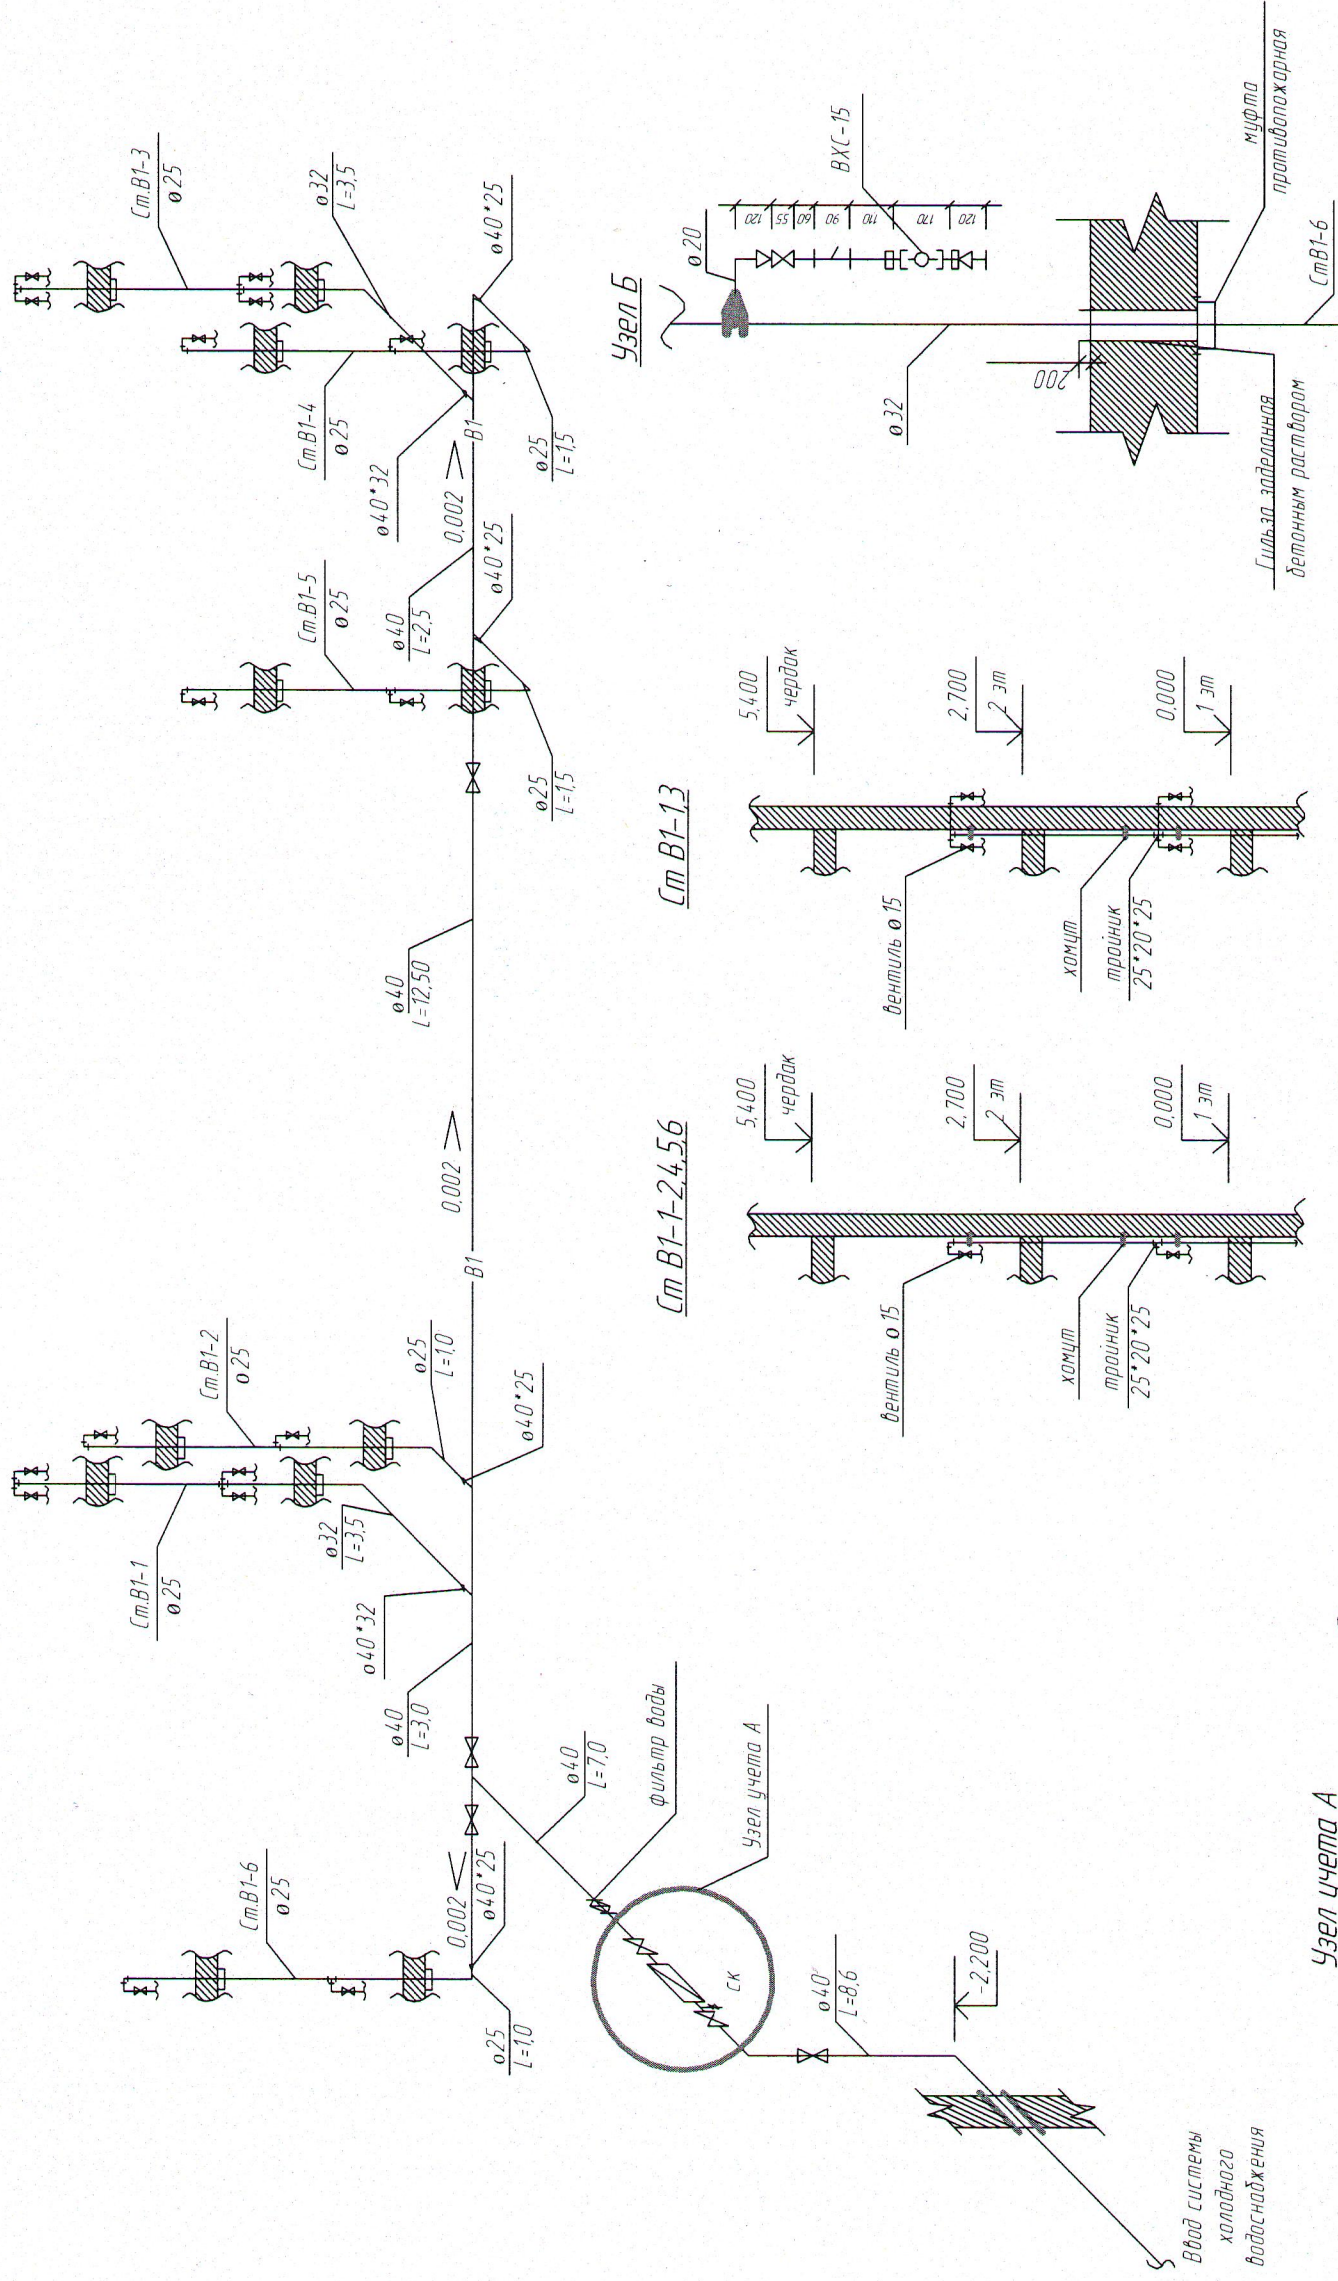 Ст.В1-6
ø25
ø25
L=1,0
0,002
ø40*25
Ст.В1-1
ø25
ø32
L=3,5
ø40*32
ø40
L=3,0
Ст.В1-2
ø25
ø25
L=1,0
ø40*25
В1
0,002
ø40
L=12,50
Ст.В1-5
ø25
ø25
L=1,5
ø40
L=2,5
ø40*25
0,002
В1
ø40*32
Ст.В1-4
ø25
ø25
L=1,5
Ст.В1-3
ø25
ø32
L=3,5
ø40*25
ø40
L=7,0
фильтр воды
Узел учета А
СК
ø40
L=8,6
-2,200
Ввод системы
холодного
водоснабжения
Ст В1-1-2,4,5,6
5,400
чердак
вентиль ø 15
2,700
2 эт
хомут
тройник
25*20*25
0,000
1 эт
Ст В1-1,3
5,400
чердак
вентиль ø 15
2,700
2 эт
хомут
тройник
25*20*25
0,000
1 эт
Узел Б
ø20
120
55
60
90
110
170
120
ВХС-15
ø32
200
Гильза заделанная
бетонным раствором
муфта
противопожарная
СтВ1-6
Узел учета А